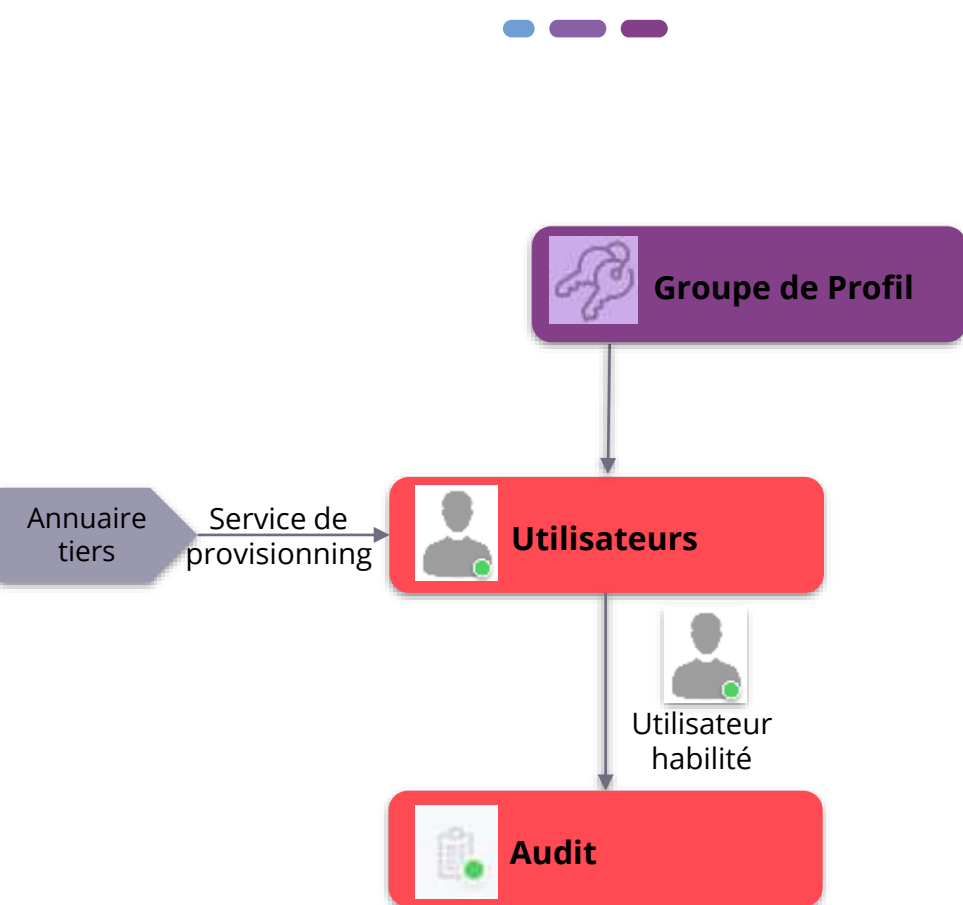 Groupe de Profil
Annuaire
tiers
Service de
provisionning
Utilisateurs
Utilisateur
habilité
Audit